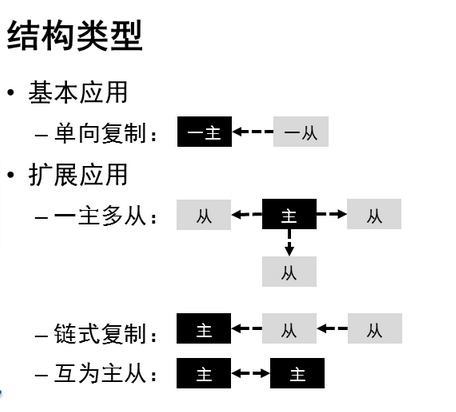 结构类型
• 基本应用
– 单向复制： 一主 一从
• 扩展应用
– 一主多从： 从 主 从
从
– 链式复制： 主 从 从
– 互为主从： 主 主